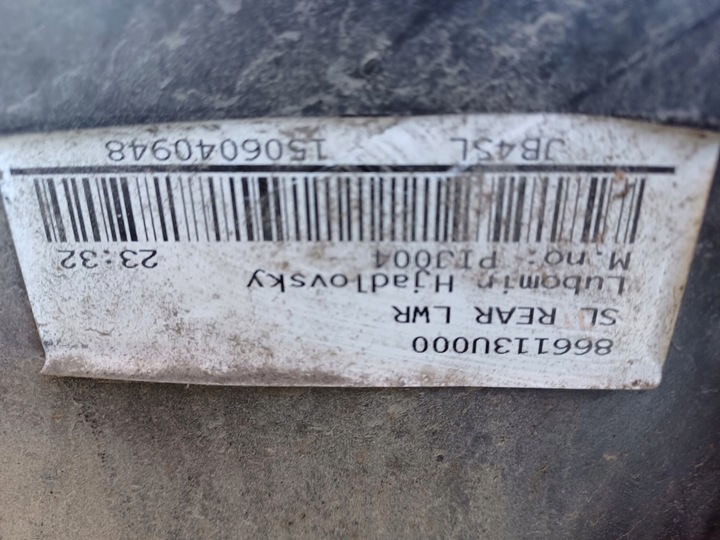 866113U000
SL REAR LWR
Lubomir Hjadlovsky
M.no: PIJ004 23:32
JB4SL 1506040948